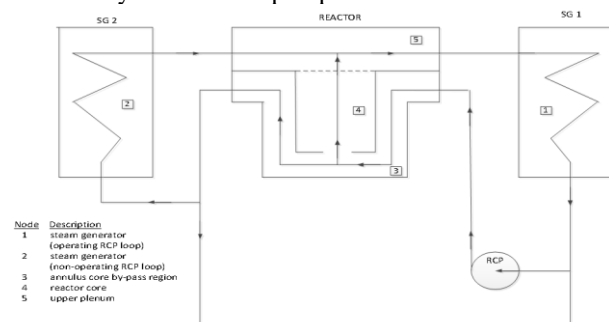 SG 2
REACTOR
SG 1
5
2
4
1
3
RCP
Node Description
1 steam generator
(operating RCP loop)
2 steam generator
(non-operating RCP loop)
3 annulus core by-pass region
4 reactor core
5 upper plenum